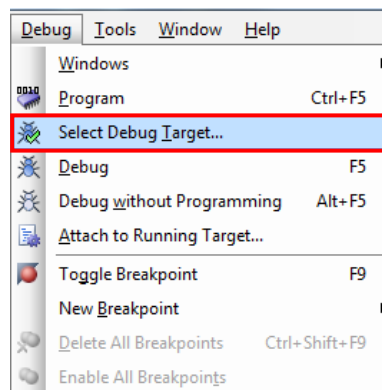 Debug Tools Window Help
Windows
0010
Program Ctrl+F5
Select Debug Target...
Debug F5
Debug without Programming Alt+F5
Attach to Running Target...
Toggle Breakpoint F9
New Breakpoint
Delete All Breakpoints Ctrl+Shift+F9
Enable All Breakpoints